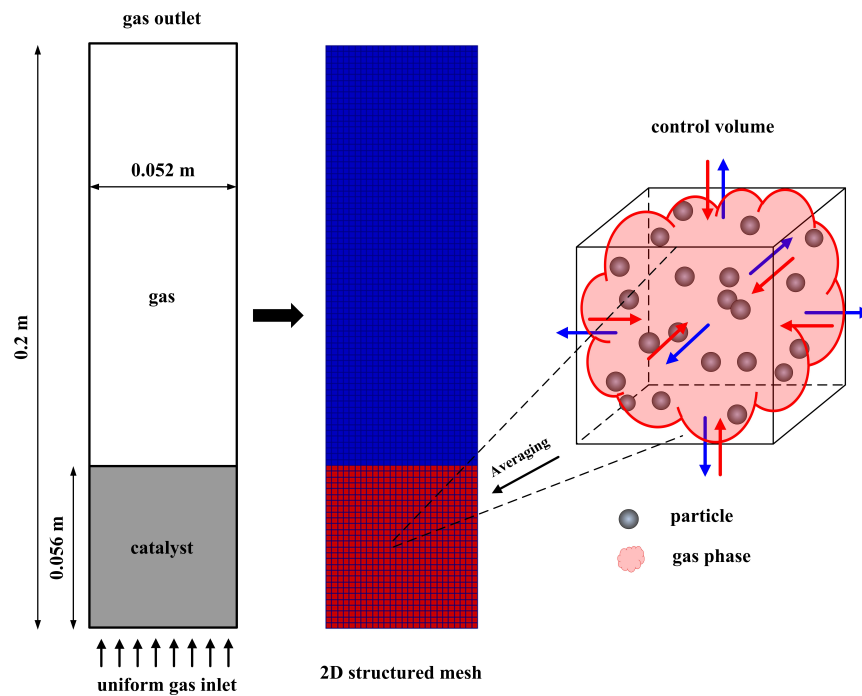 gas outlet
0.052 m
gas
0.2 m
0.056 m
catalyst
uniform gas inlet
2D structured mesh
control volume
Averaging
particle
gas phase